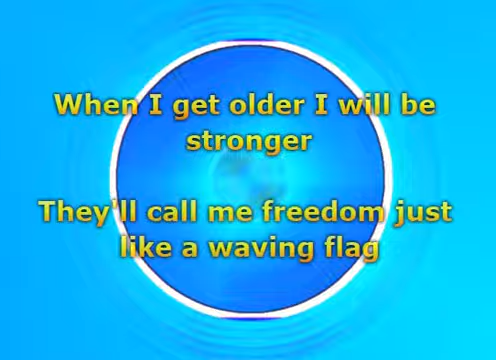 When I get older I will be
stronger
They'll call me freedom just
like a waving flag